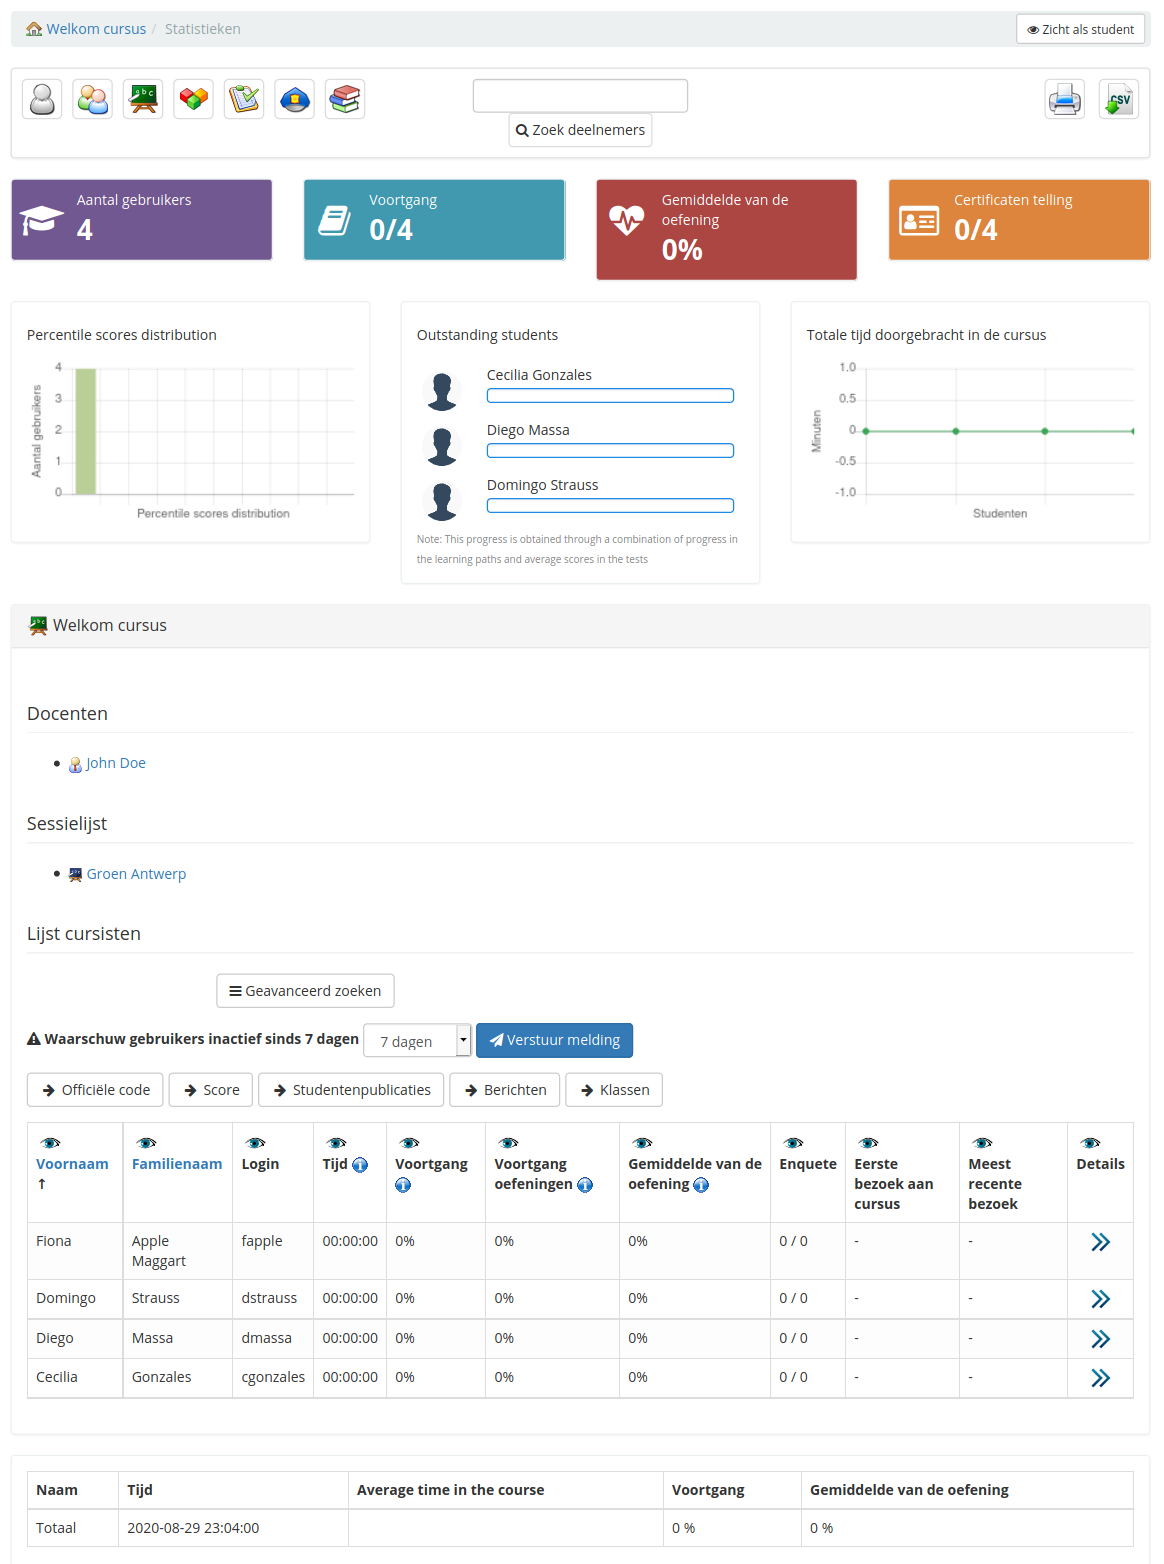 Welkom cursus / Statistieken
Zicht als student
abc
CSV
Zoek deelnemers
Aantal gebruikers
4
Voortgang
0/4
Gemiddelde van de
oefening
0%
Certificaten telling
0/4
Percentile scores distribution
4
3
2
1
0
Aantal gebruikers
Percentile scores distribution
Outstanding students
Cecilia Gonzales
Diego Massa
Domingo Strauss
Note: This progress is obtained through a combination of progress in
the learning paths and average scores in the tests
Totale tijd doorgebracht in de cursus
1.0
0.5
0
-0.5
-1.0
Minuten
Studenten
Welkom cursus
Docenten
John Doe
Sessielijst
Groen Antwerp
Lijst cursisten
Geavanceerd zoeken
Waarschuw gebruikers inactief sinds 7 dagen 7 dagen Verstuur melding
Officiële code Score Studentenpublicaties Berichten Klassen
Voornaam ↑ Familienaam Login Tijd Voortgang Voortgang oefeningen Gemiddelde van de oefening Enquete Eerste bezoek aan cursus Meest recente bezoek Details
Fiona Apple Maggart fapple 00:00:00 0% 0% 0% 0 / 0 - -
Domingo Strauss dstrauss 00:00:00 0% 0% 0% 0 / 0 - -
Diego Massa dmassa 00:00:00 0% 0% 0% 0 / 0 - -
Cecilia Gonzales cgonzales 00:00:00 0% 0% 0% 0 / 0 - -
Naam Tijd Average time in the course Voortgang Gemiddelde van de oefening
Totaal 2020-08-29 23:04:00 0 % 0 %